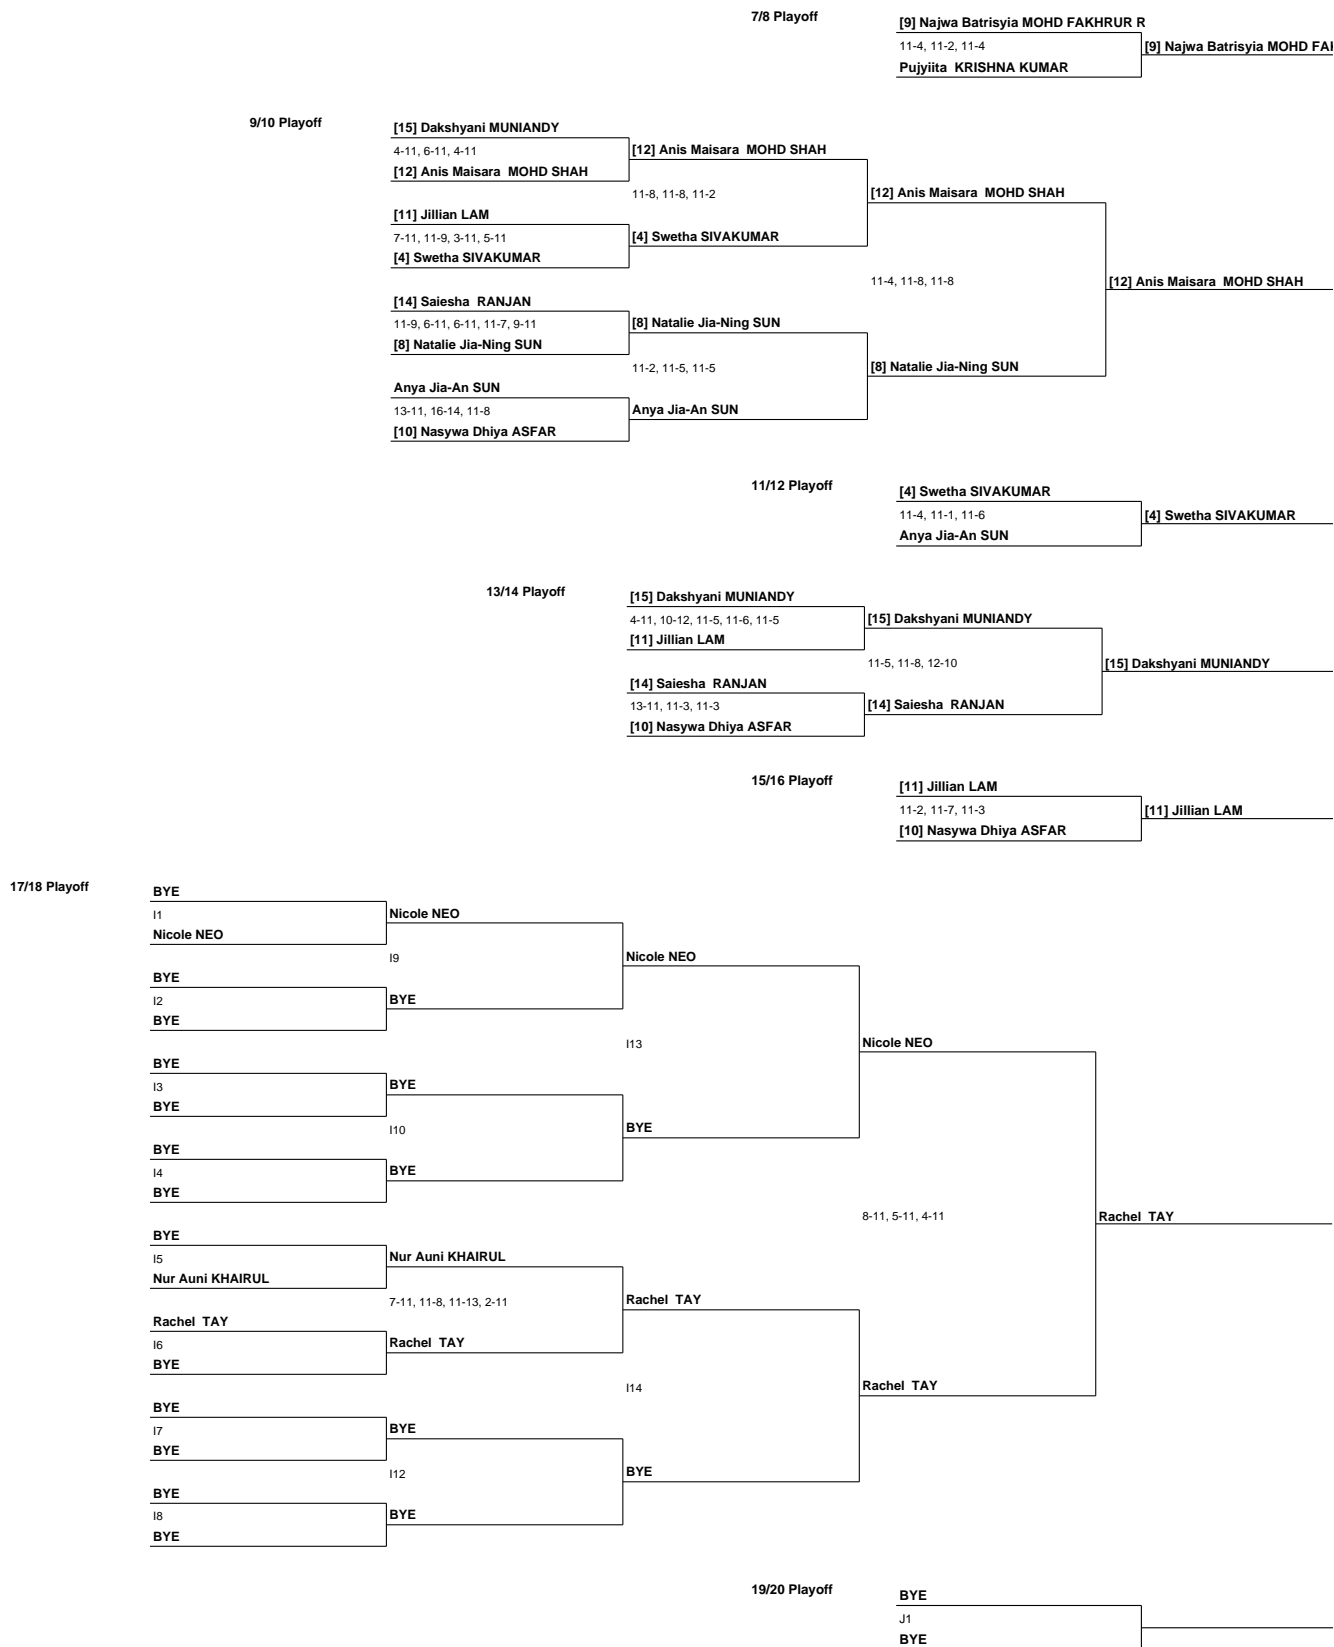 7/8 Playoff
[9] Najwa Batrisyia MOHD FAKHRUR R
11-4, 11-2, 11-4
[9] Najwa Batrisyia MOHD FAK
Pujyiita KRISHNA KUMAR
9/10 Playoff
[15] Dakshyani MUNIANDY
4-11, 6-11, 4-11
[12] Anis Maisara MOHD SHAH
[12] Anis Maisara MOHD SHAH
11-8, 11-8, 11-2
[12] Anis Maisara MOHD SHAH
[11] Jillian LAM
7-11, 11-9, 3-11, 5-11
[4] Swetha SIVAKUMAR
[4] Swetha SIVAKUMAR
11-4, 11-8, 11-8
[12] Anis Maisara MOHD SHAH
[14] Saiesha RANJAN
11-9, 6-11, 6-11, 11-7, 9-11
[8] Natalie Jia-Ning SUN
[8] Natalie Jia-Ning SUN
11-2, 11-5, 11-5
[8] Natalie Jia-Ning SUN
Anya Jia-An SUN
13-11, 16-14, 11-8
Anya Jia-An SUN
[10] Nasywa Dhiya ASFAR
11/12 Playoff
[4] Swetha SIVAKUMAR
11-4, 11-1, 11-6
[4] Swetha SIVAKUMAR
Anya Jia-An SUN
13/14 Playoff
[15] Dakshyani MUNIANDY
4-11, 10-12, 11-5, 11-6, 11-5
[15] Dakshyani MUNIANDY
[11] Jillian LAM
11-5, 11-8, 12-10
[15] Dakshyani MUNIANDY
[14] Saiesha RANJAN
13-11, 11-3, 11-3
[14] Saiesha RANJAN
[10] Nasywa Dhiya ASFAR
15/16 Playoff
[11] Jillian LAM
11-2, 11-7, 11-3
[11] Jillian LAM
[10] Nasywa Dhiya ASFAR
17/18 Playoff
BYE
I1
Nicole NEO
Nicole NEO
I9
Nicole NEO
BYE
I2
BYE
BYE
I13
Nicole NEO
BYE
I3
BYE
BYE
I10
BYE
BYE
I4
BYE
BYE
8-11, 5-11, 4-11
Rachel TAY
BYE
I5
Nur Auni KHAIRUL
Nur Auni KHAIRUL
7-11, 11-8, 11-13, 2-11
Rachel TAY
Rachel TAY
I6
Rachel TAY
BYE
I14
Rachel TAY
BYE
I7
BYE
BYE
I12
BYE
BYE
I8
BYE
BYE
19/20 Playoff
BYE
J1
BYE